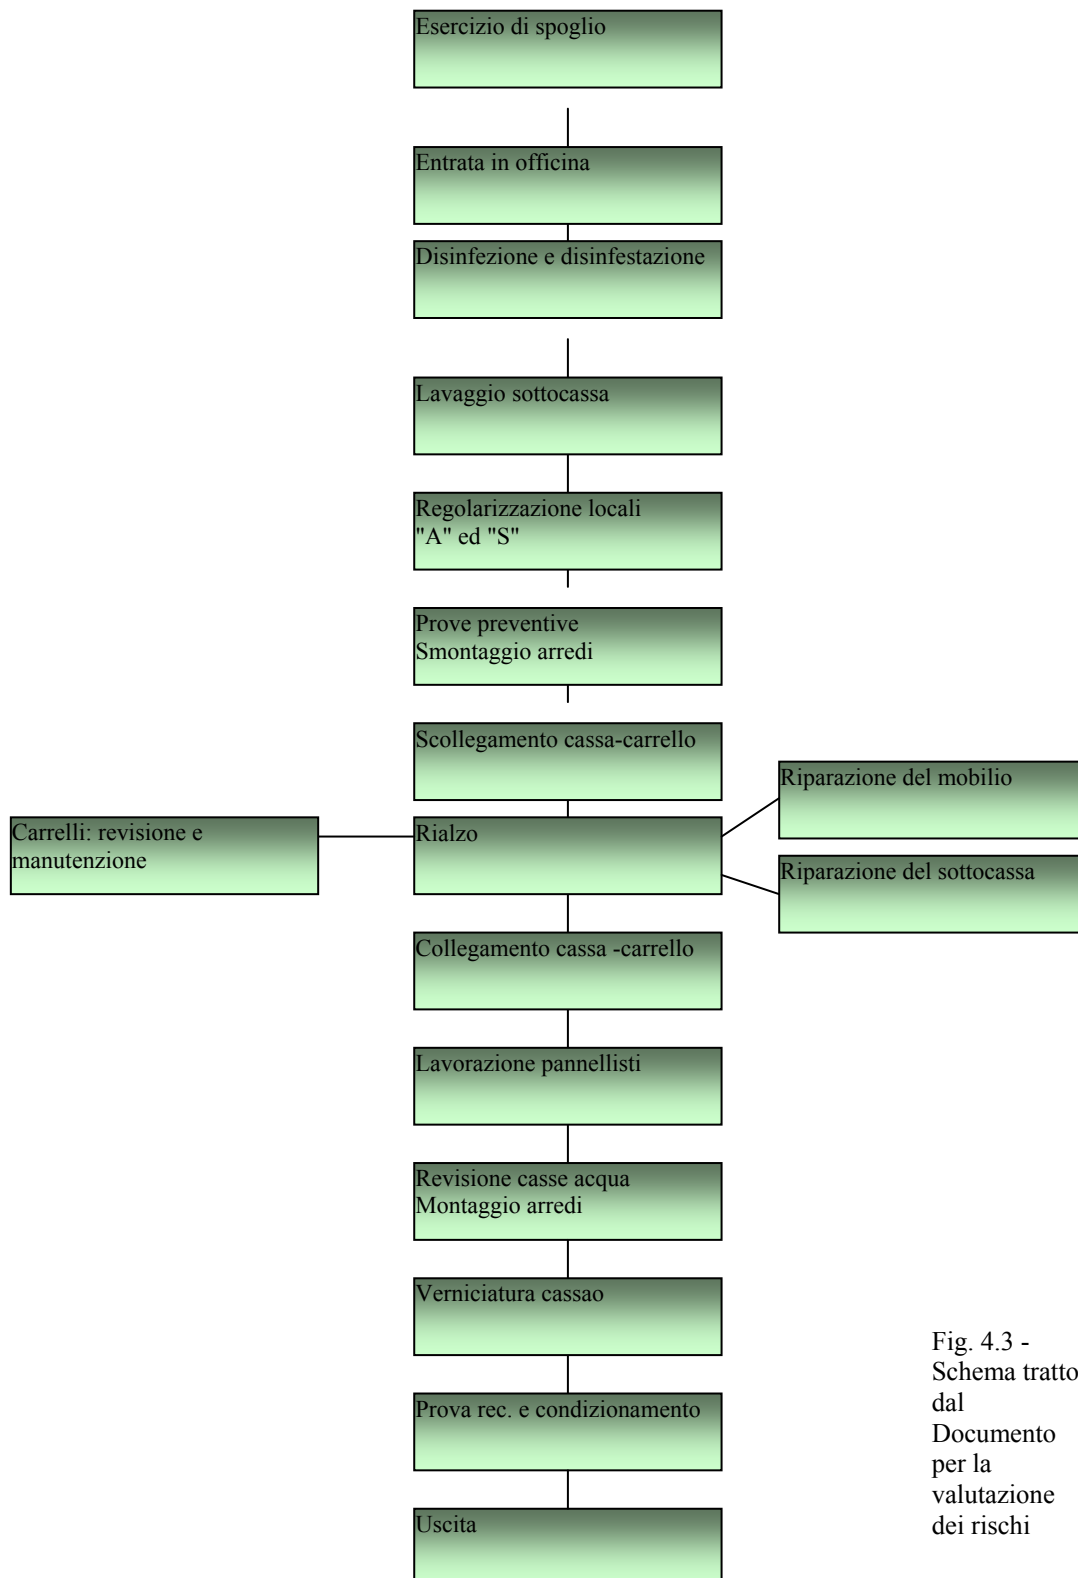 Esercizio di spoglio
Entrata in officina
Disinfezione e disinfestazione
Lavaggio sottocassa
Regolarizzazione locali
"A" ed "S"
Prove preventive
Smontaggio arredi
Scollegamento cassa-carrello
Riparazione del mobilio
Carrelli: revisione e
manutenzione
Rialzo
Riparazione del sottocassa
Collegamento cassa -carrello
Lavorazione pannellisti
Revisione casse acqua
Montaggio arredi
Verniciatura cassao
Prova rec. e condizionamento
Uscita
Fig. 4.3 -
Schema tratto
dal
Documento
per la
valutazione
dei rischi